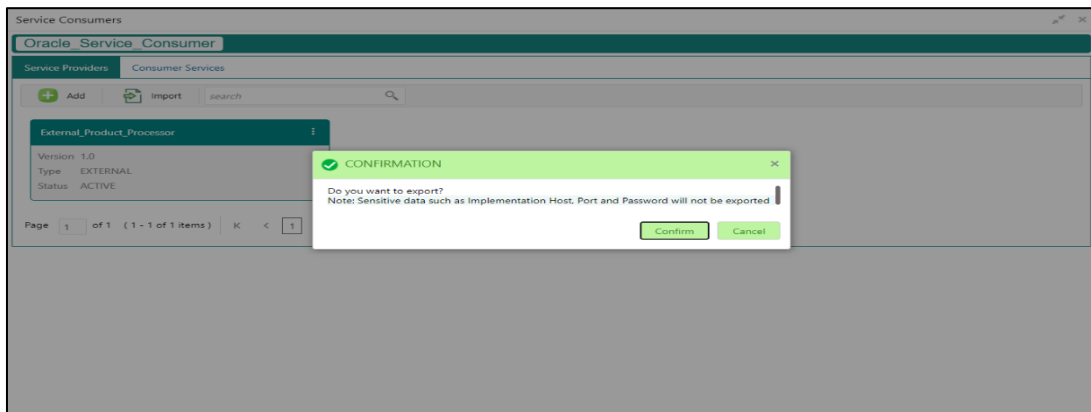 Service Consumers
Oracle_Service_Consumer
Service Providers Consumer Services
Add Import search
External_Product_Processor
Version 1.0
Type EXTERNAL
Status ACTIVE
Page 1 of 1 ( 1 - 1 of 1 items ) K < 1
CONFIRMATION
Do you want to export?
Note: Sensitive data such as Implementation Host, Port and Password will not be exported
Confirm Cancel